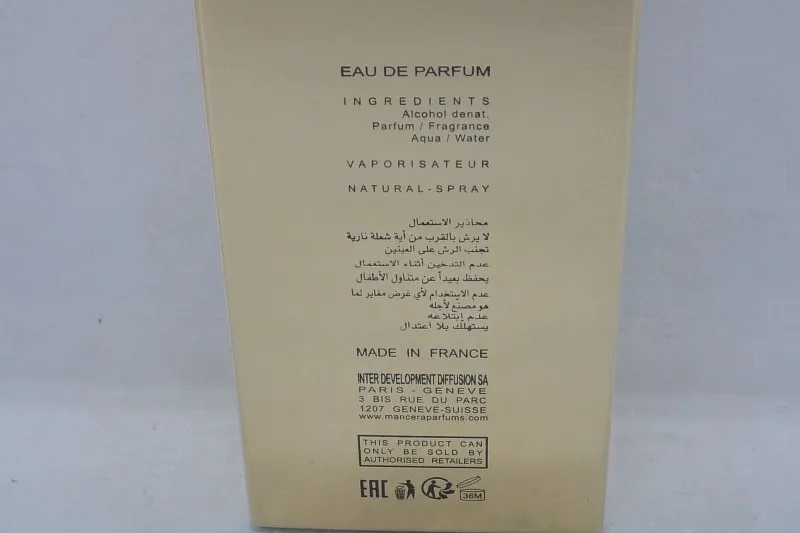 EAU DE PARFUM
INGREDIENTS
Alcohol denat.
Parfum / Fragrance
Aqua / Water
VAPORISATEUR
NATURAL-SPRAY
محاذير الاستعمال
لا يرش بالقرب من أية شعلة نارية
تجنب الرش على العينين
عدم التدخين أثناء الاستعمال
يحفظ بعيداً عن متناول الأطفال
عدم الاستخدام لأي غرض مغاير لما
هو مصنّع لأجله
عدم إبتلاعه
يستهلك بلا اعتدال
MADE IN FRANCE
INTER DEVELOPMENT DIFFUSION SA
PARIS - GENEVE
3 BIS RUE DU PARC
1207 GENEVE-SUISSE
www.manceraparfums.com
THIS PRODUCT CAN
ONLY BE SOLD BY
AUTHORISED RETAILERS
EAC
36M